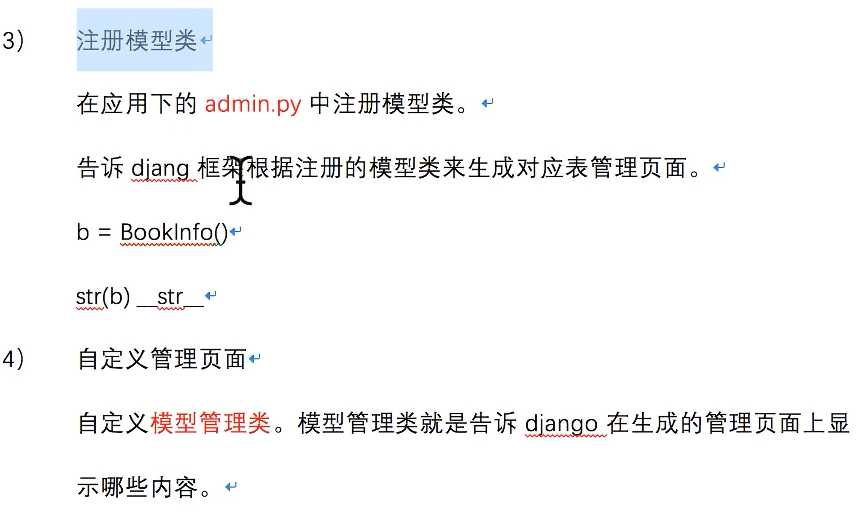 3) 注册模型类
在应用下的 admin.py 中注册模型类。
告诉 djang 框架根据注册的模型类来生成对应表管理页面。
b = BookInfo()
str(b) __str__
4) 自定义管理页面
自定义模型管理类。模型管理类就是告诉 django 在生成的管理页面上显
示哪些内容。